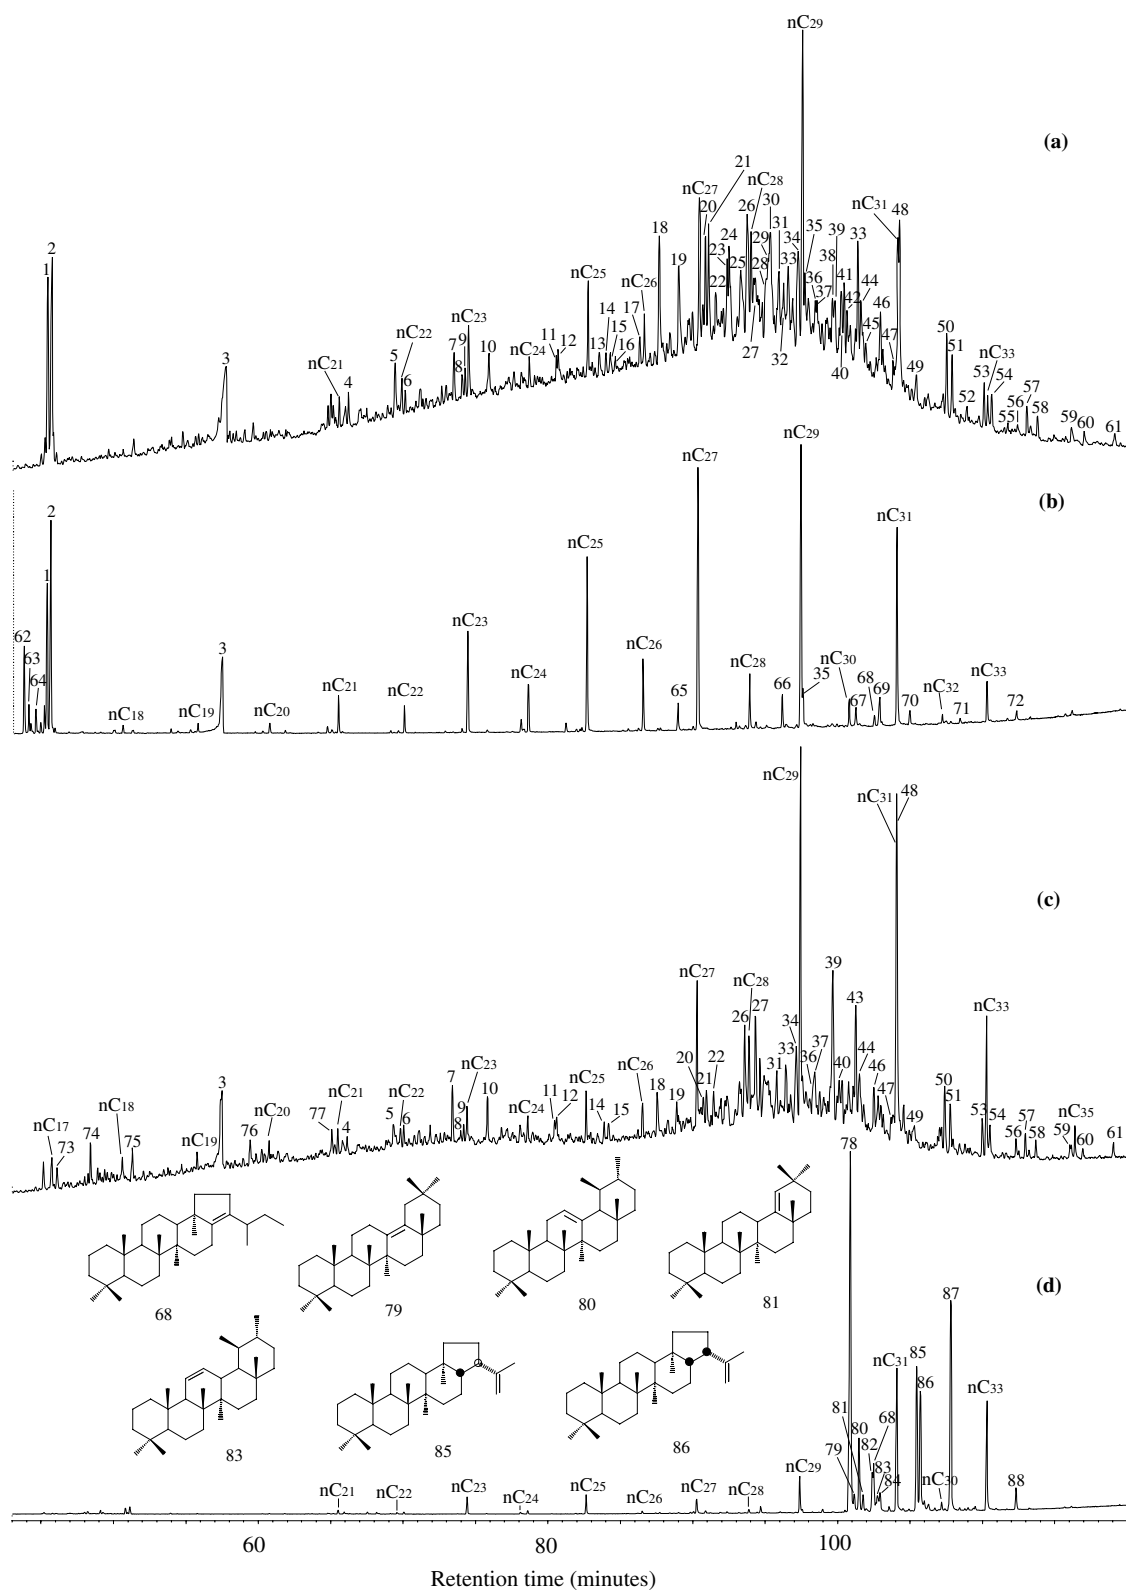 nC29
(a)
2
1
21
nC28
nC27
20
26
30
nC31
48
18
24
29
31
34
35
38
39
33
23
19
28
33
41
22
25
36
37
42
44
nC25
nC26
17
27
32
40
45
46
47
14
15
13
16
11
12
nC23
nC24
9
7
8
10
nC22
5
6
nC21
4
3
49
50
51
nC33
53
54
52
55
56
57
58
59
60
61
(b)
nC29
nC27
nC31
nC25
2
1
62
63
64
3
nC18
nC19
nC20
nC21
nC22
nC23
nC24
nC26
65
nC28
66
35
nC30
67
68
69
70
nC32
71
nC33
72
(c)
nC29
nC31
48
nC27
nC28
26
27
34
39
43
nC33
nC17
73
74
nC18
75
nC19
3
76
nC20
77
nC21
4
5
nC22
6
7
9
8
nC23
10
nC24
11
12
nC25
14
15
nC26
18
19
20
21
22
31
33
36
37
40
44
46
47
49
50
51
53
54
56
57
58
59
nC35
60
61
68
79
80
81
83
85
86
(d)
78
87
nC31
85
86
nC33
81
80
68
82
79
83
84
nC30
88
nC21
nC22
nC23
nC24
nC25
nC26
nC27
nC28
nC29
60
80
100
Retention time (minutes)